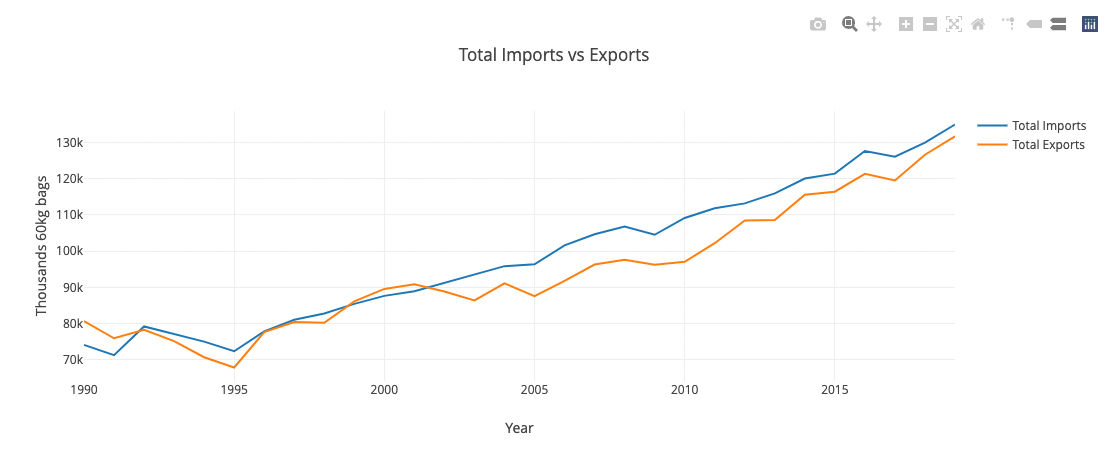 Total Imports vs Exports
Total Imports
Total Exports
Thousands 60kg bags
130k
120k
110k
100k
90k
80k
70k
1990
1995
2000
2005
2010
2015
Year